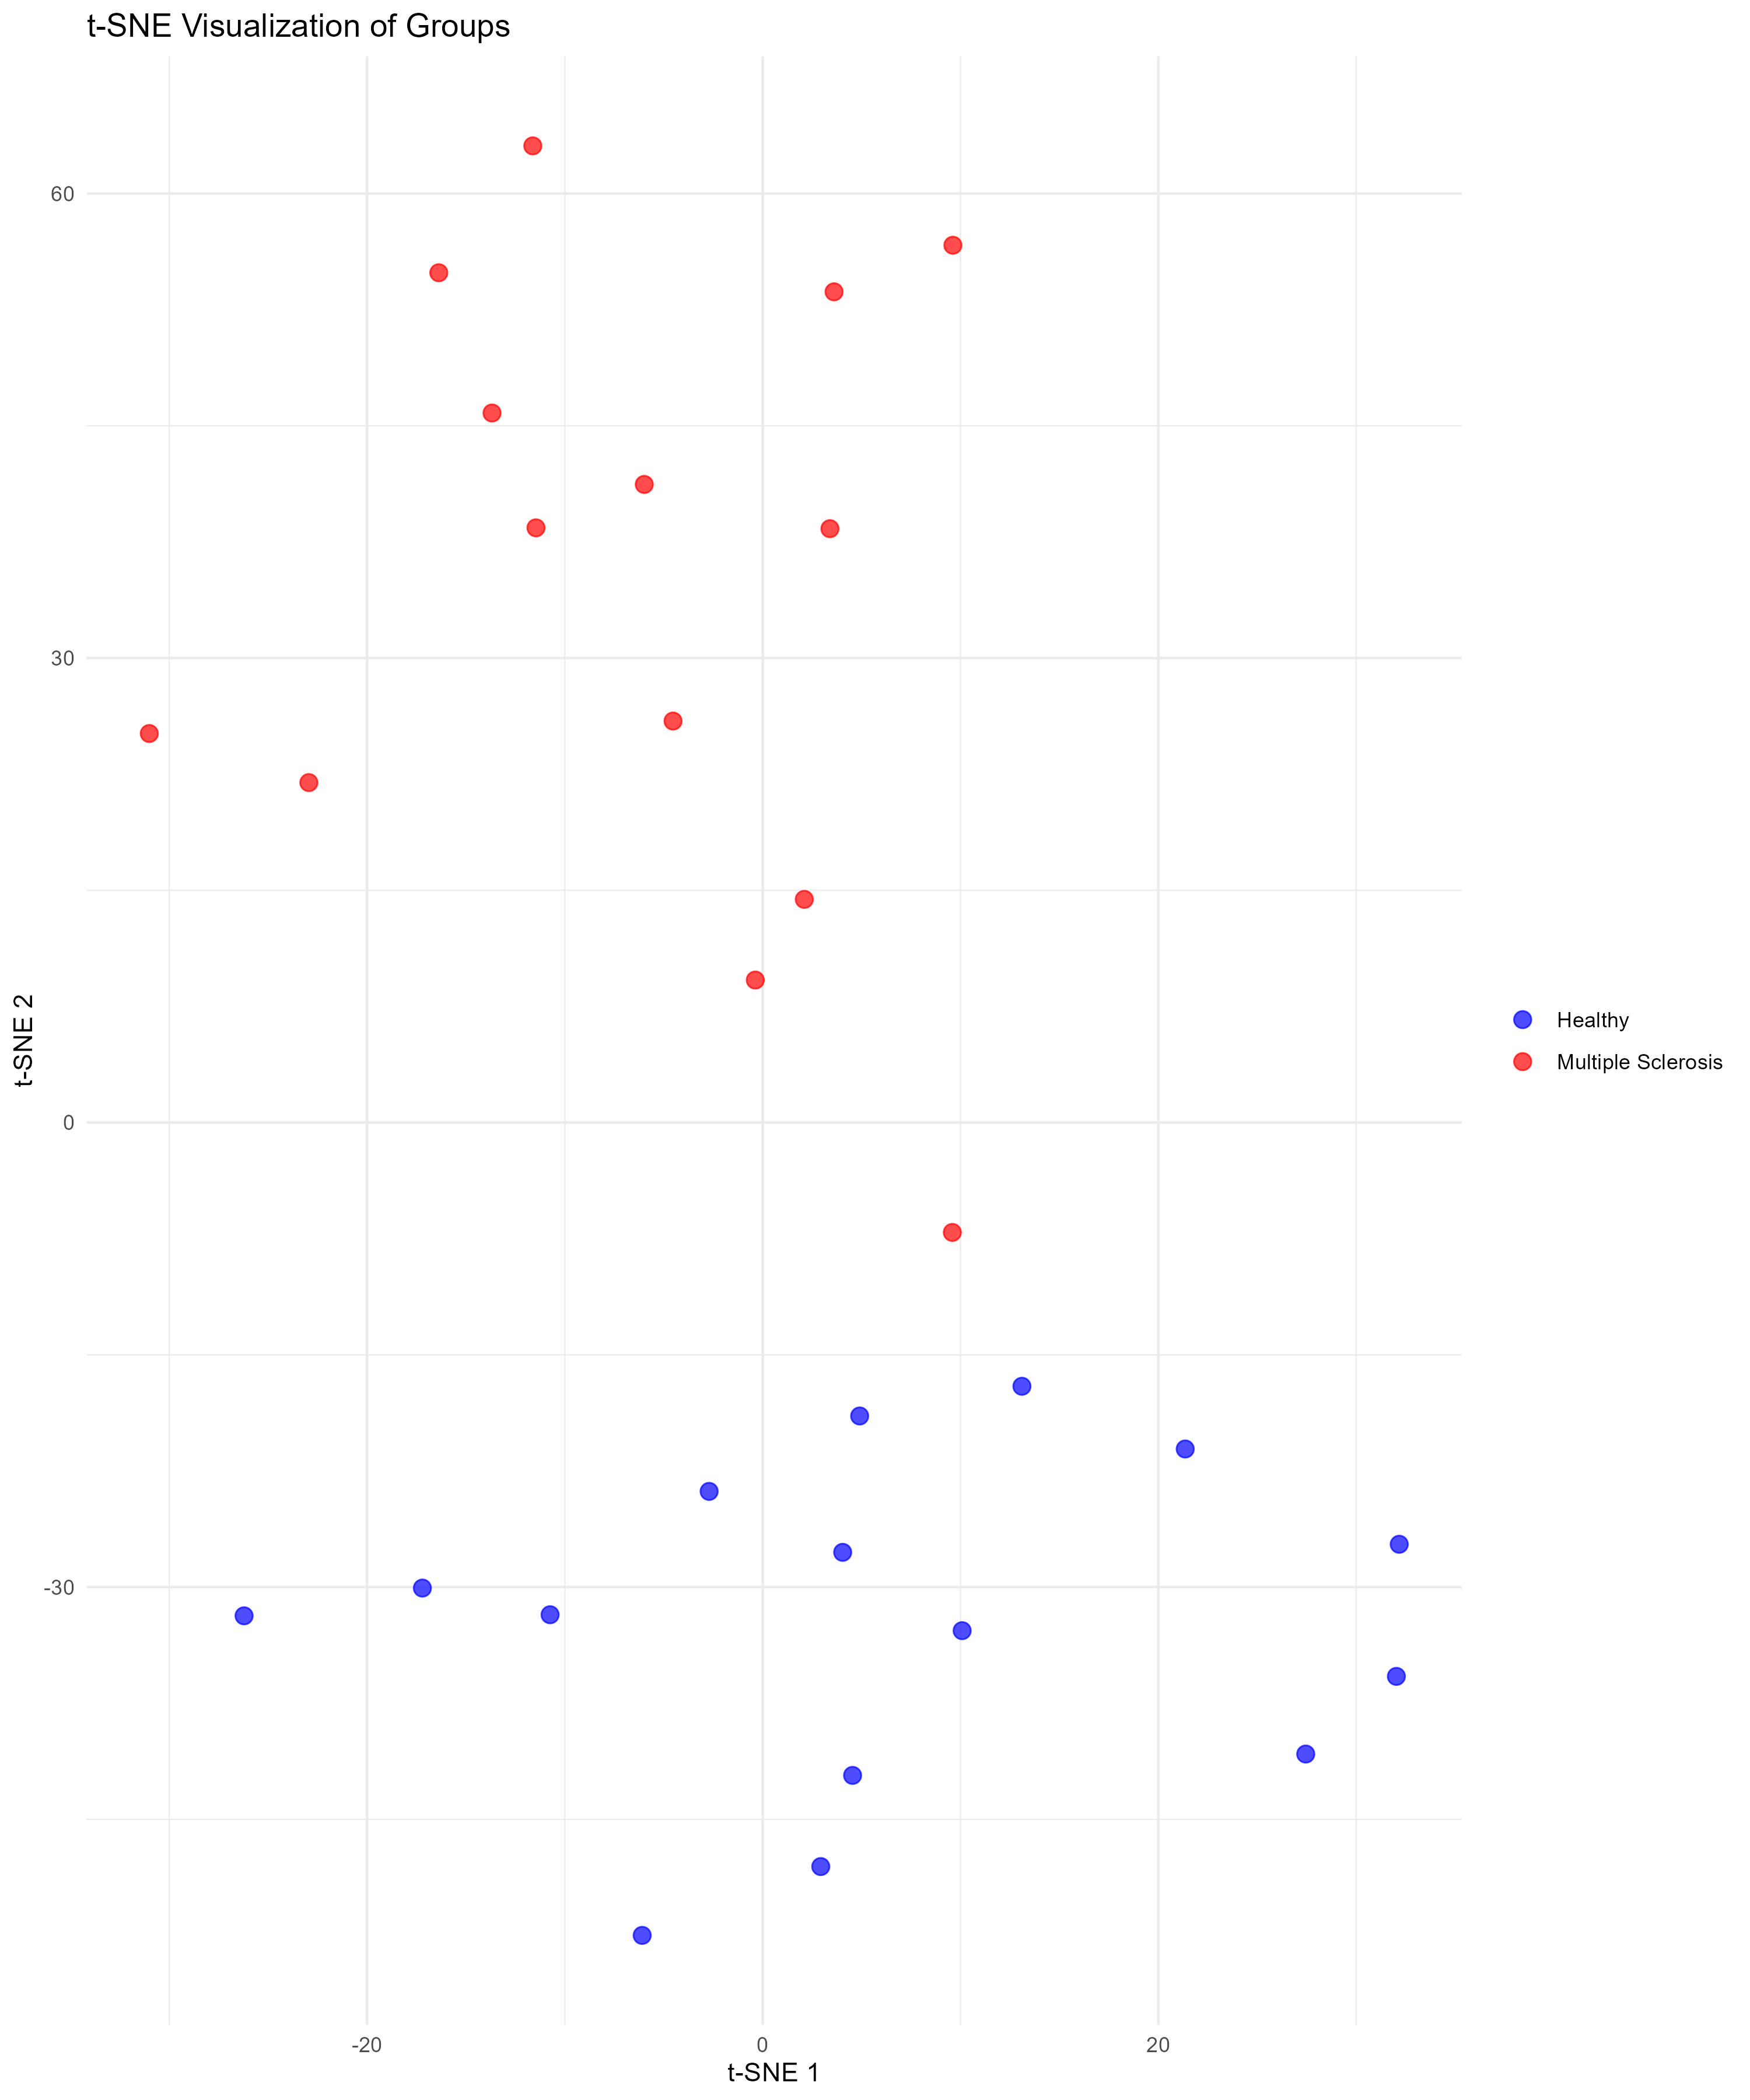 t-SNE Visualization of Groups
60
30
0
-30
t-SNE 2
-20
0
20
t-SNE 1
Healthy
Multiple Sclerosis